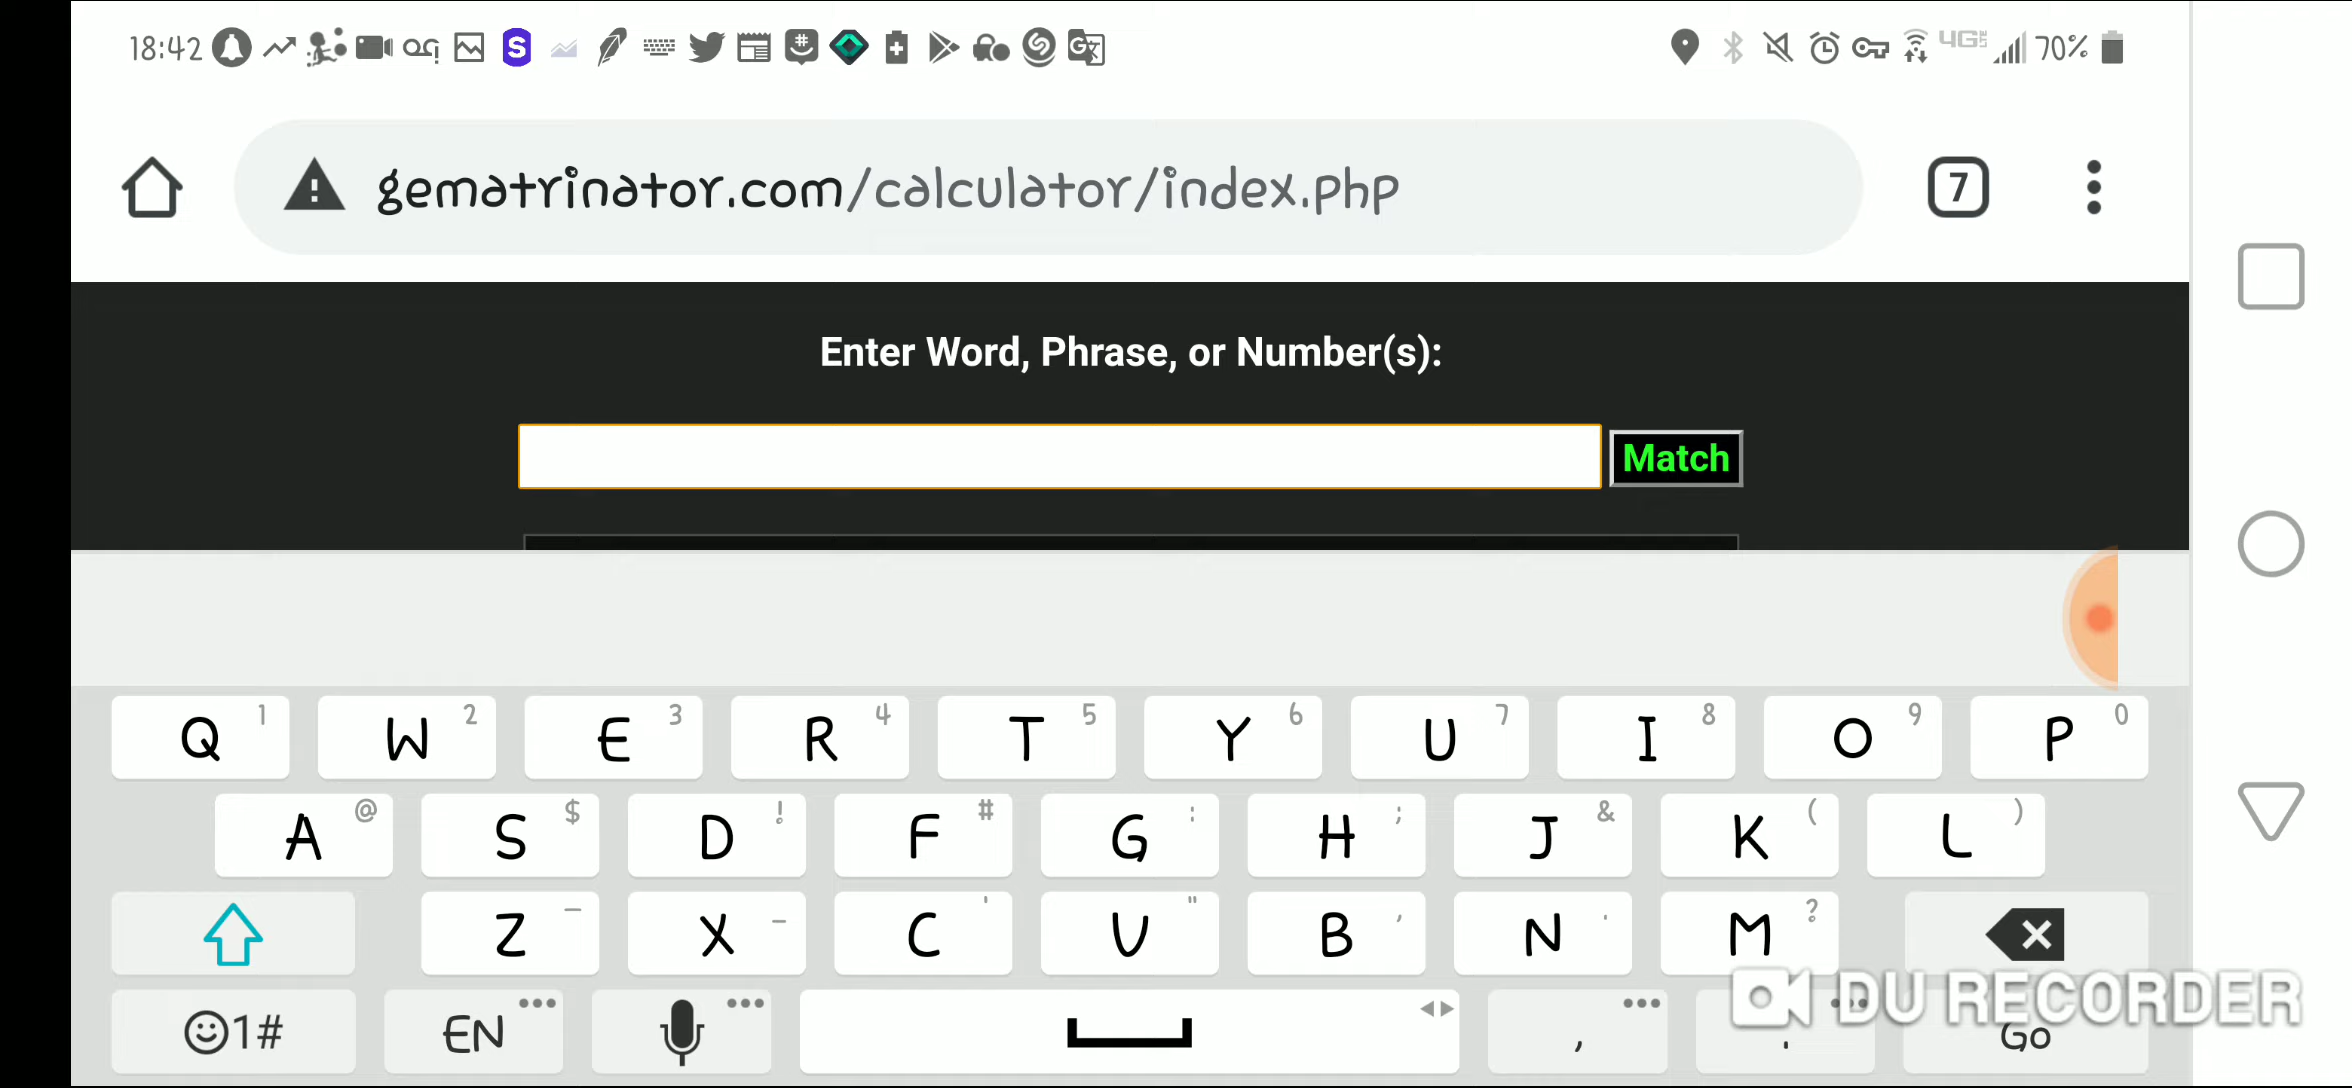 18:42 4G 70%
gematrinator.com/calculator/index.php 7
Enter Word, Phrase, or Number(s):
Match
Q 1 W 2 E 3 R 4 T 5 Y 6 U 7 I 8 O 9 P 0
A @ S $ D ! F # G : H ; J & K ( L )
Z — X - C ' V " B , N . M ?
1# EN , . Go
DU RECORDER